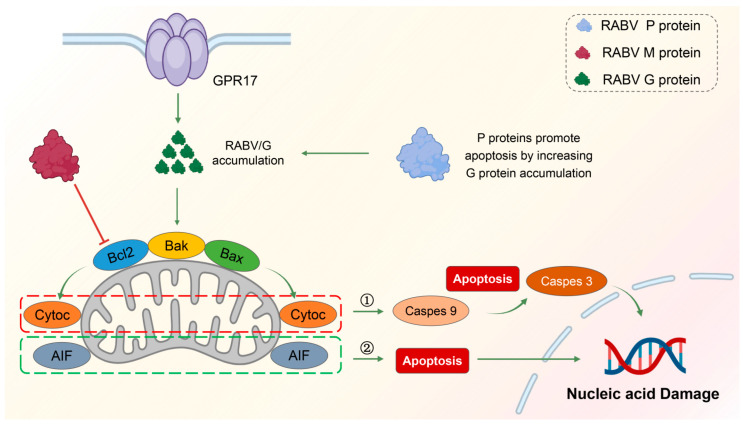 RABV P protein
RABV M protein
RABV G protein
GPR17
RABV/G
accumulation
P proteins promote
apoptosis by increasing
G protein accumulation
Bcl2
Bak
Bax
Cytoc
Cytoc
①
Caspes 9
Apoptosis
Caspes 3
AIF
AIF
②
Apoptosis
Nucleic acid Damage